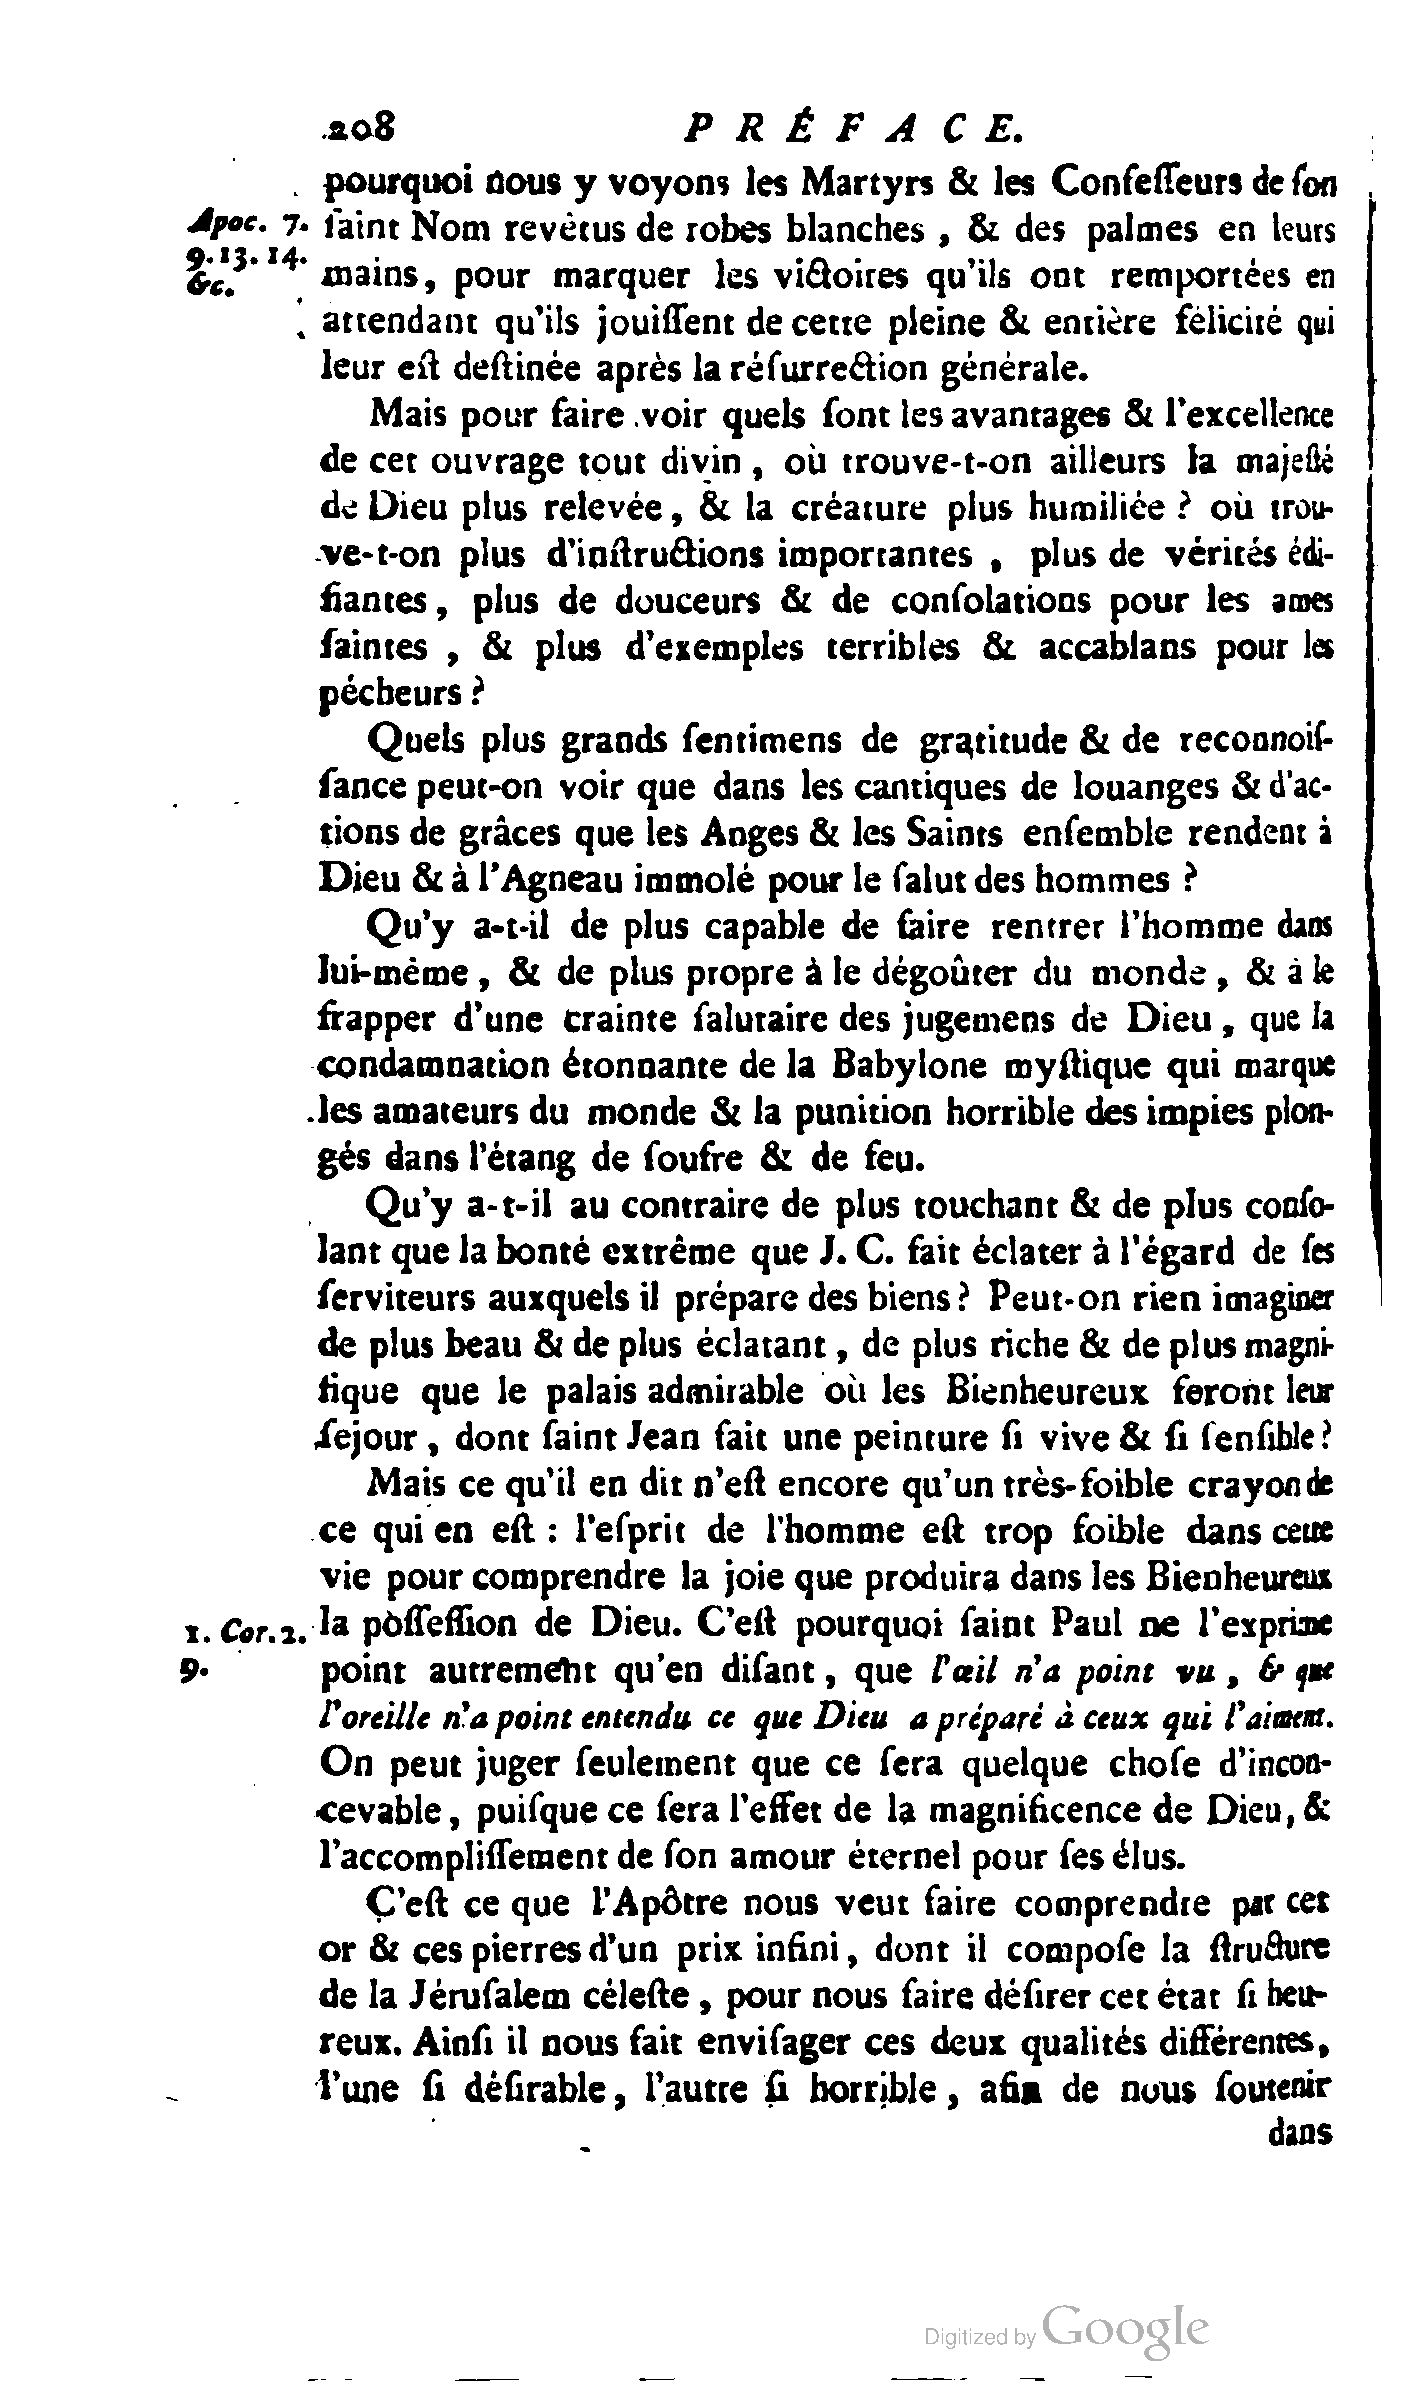 208 PRÉFACE.
pourquoi nous y voyons les Martyrs & les Confeſſeurs de ſon
Apoc. 7. ſaint Nom revêtus de robes blanches, & des palmes en leurs
9. 13. 14. mains, pour marquer les victoires qu'ils ont remportées en
&c.
attendant qu'ils jouiſſent de cette pleine & entière félicité qui
leur eſt deſtinée après la réſurrection générale.
Mais pour faire voir quels ſont les avantages & l'excellence
de cet ouvrage tout divin, où trouve-t-on ailleurs la majeſté
de Dieu plus relevée, & la créature plus humiliée ? où trou-
ve-t-on plus d'inſtructions importantes, plus de vérités édi-
fiantes, plus de douceurs & de conſolations pour les ames
ſaintes, & plus d'exemples terribles & accablans pour les
pécheurs ?
Quels plus grands ſentimens de gratitude & de reconnoiſ-
ſance peut-on voir que dans les cantiques de louanges & d'ac-
tions de grâces que les Anges & les Saints enſemble rendent à
Dieu & à l'Agneau immolé pour le ſalut des hommes ?
Qu'y a-t-il de plus capable de faire rentrer l'homme dans
lui-même, & de plus propre à le dégoûter du monde, & à le
frapper d'une crainte ſalutaire des jugemens de Dieu, que la
condamnation étonnante de la Babylone myſtique qui marque
les amateurs du monde & la punition horrible des impies plon-
gés dans l'étang de ſoufre & de feu.
Qu'y a-t-il au contraire de plus touchant & de plus conſo-
lant que la bonté extrême que J. C. fait éclater à l'égard de ſes
ſerviteurs auxquels il prépare des biens ? Peut-on rien imaginer
de plus beau & de plus éclatant, de plus riche & de plus magni-
fique que le palais admirable où les Bienheureux feront leur
ſejour, dont ſaint Jean fait une peinture ſi vive & ſi ſenſible ?
Mais ce qu'il en dit n'eſt encore qu'un très-foible crayon de
ce qui en eſt : l'eſprit de l'homme eſt trop foible dans cette
vie pour comprendre la joie que produira dans les Bienheureux
1. Cor. 2. la poſſeſſion de Dieu. C'eſt pourquoi ſaint Paul ne l'exprime
9. point autrement qu'en diſant, que l'œil n'a point vu, & que
l'oreille n'a point entendu ce que Dieu a préparé à ceux qui l'aiment.
On peut juger ſeulement que ce ſera quelque choſe d'incon-
cevable, puiſque ce ſera l'effet de la magnificence de Dieu, &
l'accompliſſement de ſon amour éternel pour ſes élus.
C'eſt ce que l'Apôtre nous veut faire comprendre par cet
or & ces pierres d'un prix infini, dont il compoſe la ſtructure
de la Jéruſalem céleſte, pour nous faire déſirer cet état ſi heu-
reux. Ainſi il nous fait enviſager ces deux qualités différentes,
l'une ſi déſirable, l'autre ſi horrible, afin de nous ſoutenir
dans
Digitized by Google